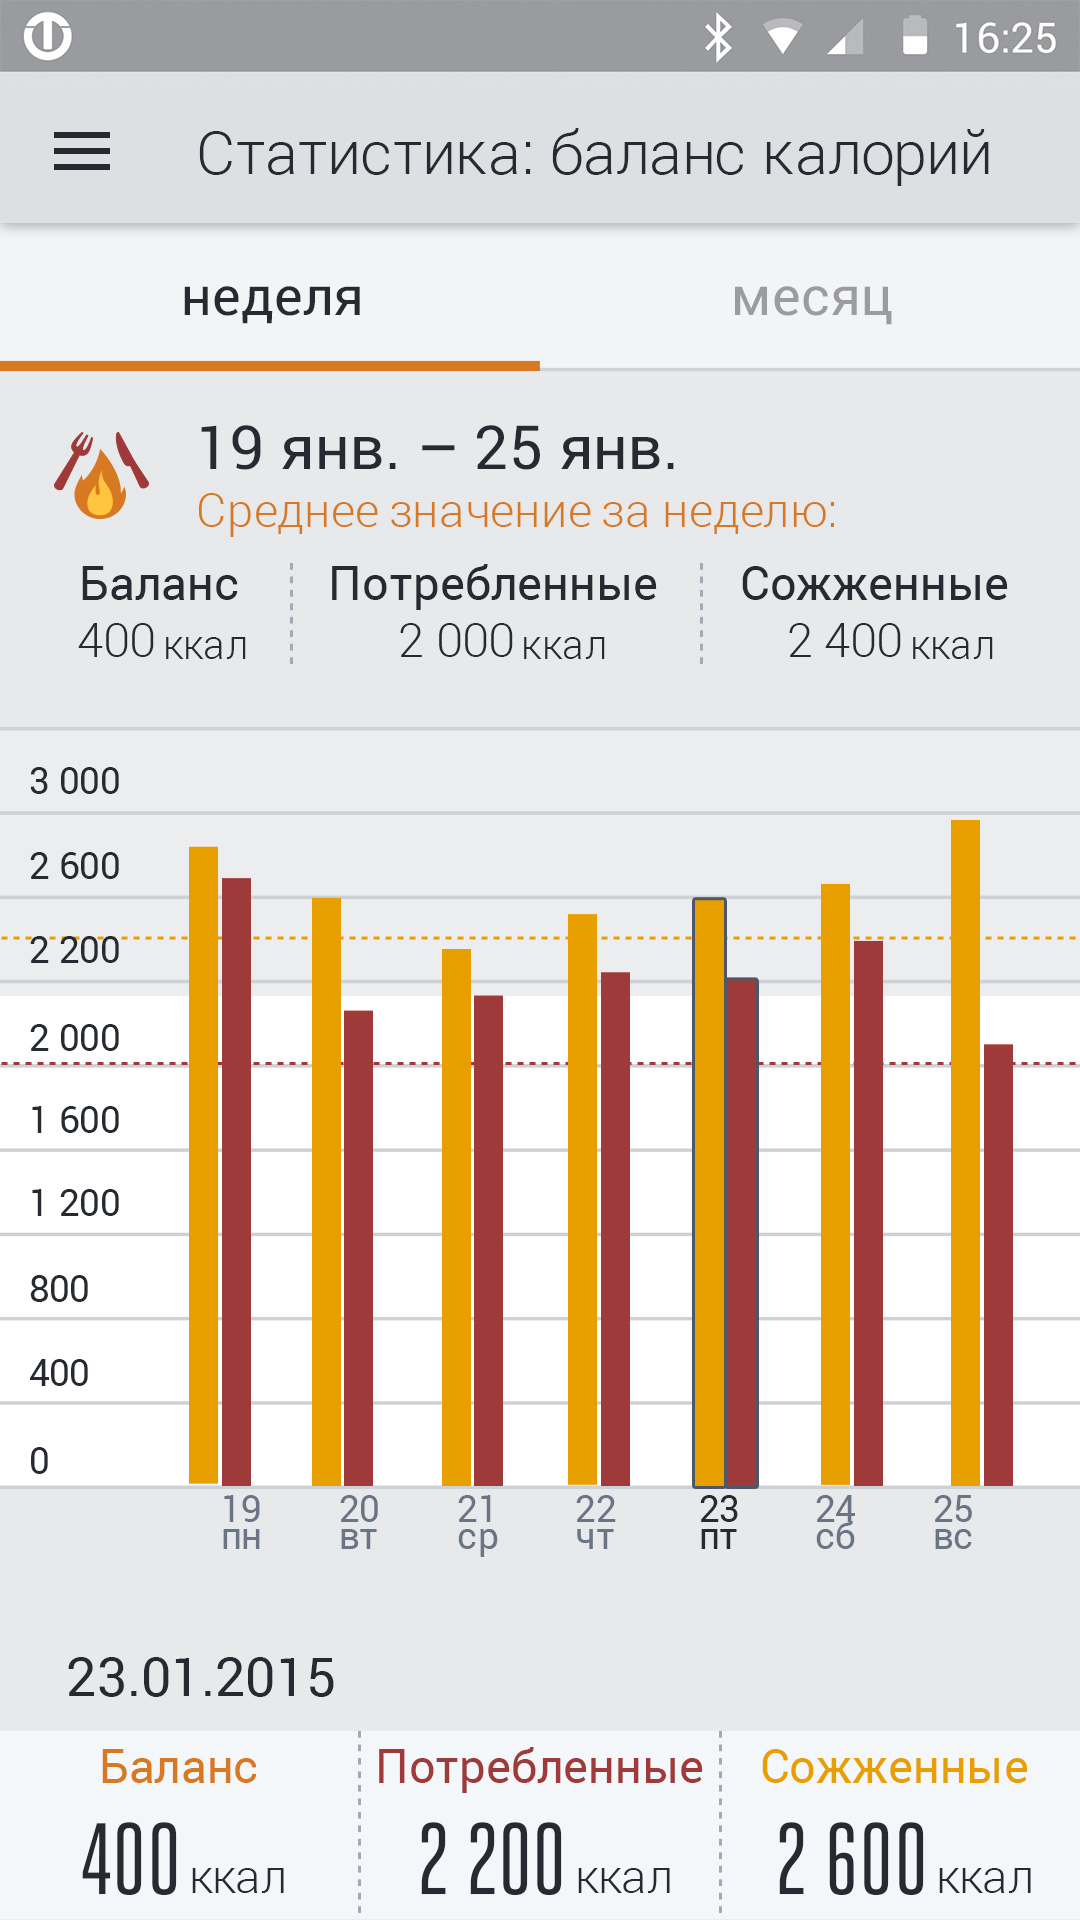 16:25
Статистика: баланс калорий
неделя месяц
19 янв. – 25 янв.
Среднее значение за неделю:
Баланс Потребленные Сожженные
400 ккал 2 000 ккал 2 400 ккал
3 000
2 600
2 200
2 000
1 600
1 200
800
400
0
19 20 21 22 23 24 25
пн вт ср чт пт сб вс
23.01.2015
Баланс Потребленные Сожженные
400 ккал 2 200 ккал 2 600 ккал